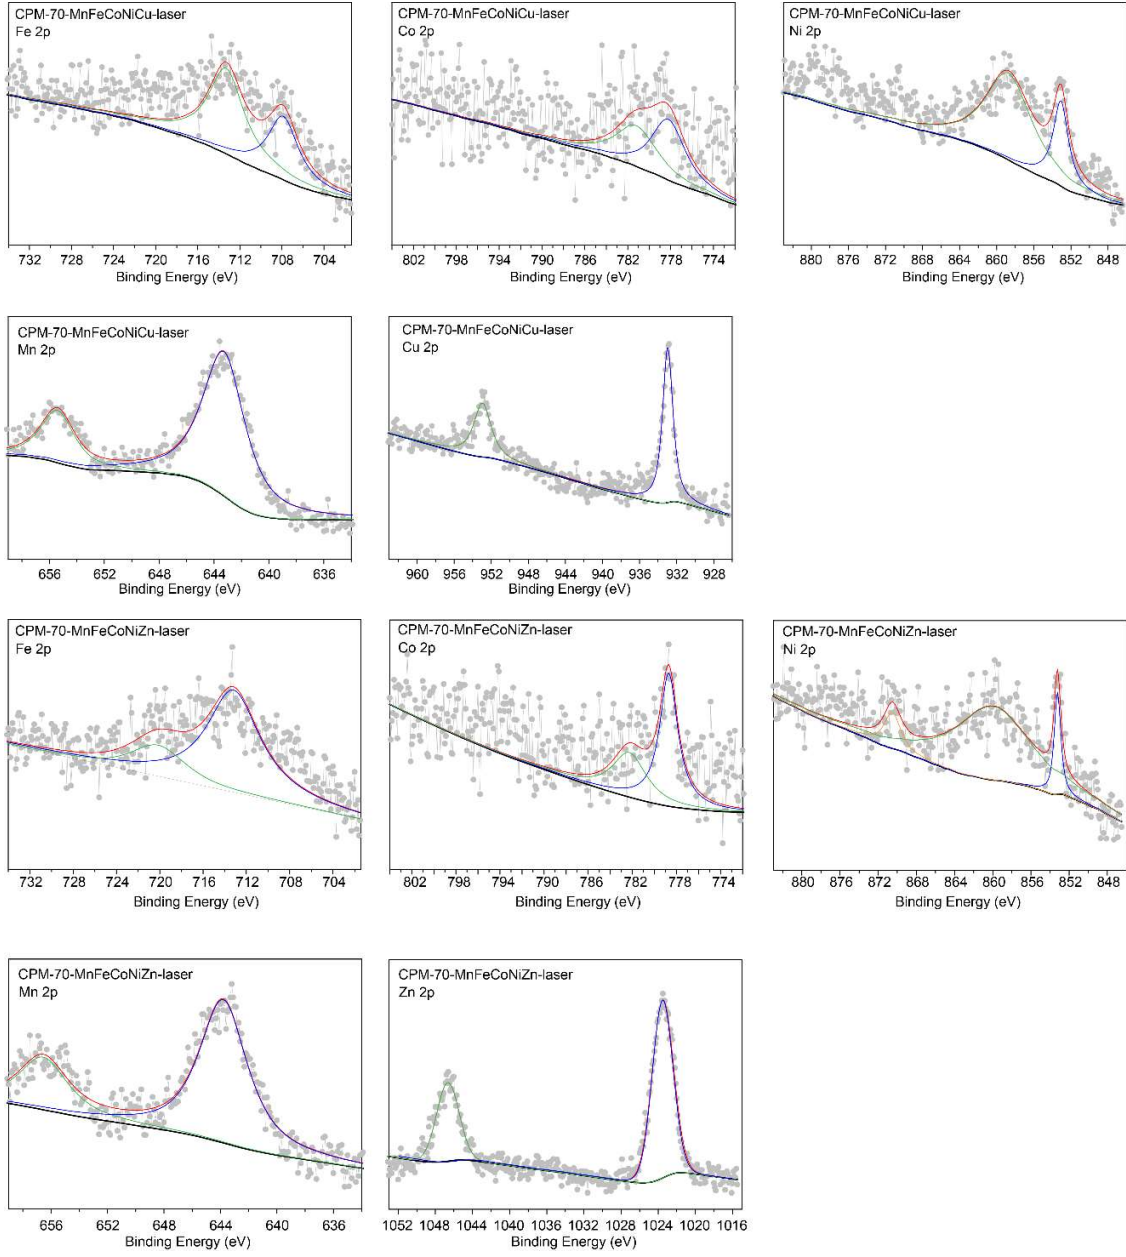 CPM-70-MnFeCoNiCu-laser
Fe 2p
732 728 724 720 716 712 708 704
Binding Energy (eV)
CPM-70-MnFeCoNiCu-laser
Co 2p
802 798 794 790 786 782 778 774
Binding Energy (eV)
CPM-70-MnFeCoNiCu-laser
Ni 2p
880 876 872 868 864 860 856 852 848
Binding Energy (eV)
CPM-70-MnFeCoNiCu-laser
Mn 2p
656 652 648 644 640 636
Binding Energy (eV)
CPM-70-MnFeCoNiCu-laser
Cu 2p
960 956 952 948 944 940 936 932 928
Binding Energy (eV)
CPM-70-MnFeCoNiZn-laser
Fe 2p
732 728 724 720 716 712 708 704
Binding Energy (eV)
CPM-70-MnFeCoNiZn-laser
Co 2p
802 798 794 790 786 782 778 774
Binding Energy (eV)
CPM-70-MnFeCoNiZn-laser
Ni 2p
880 876 872 868 864 860 856 852 848
Binding Energy (eV)
CPM-70-MnFeCoNiZn-laser
Mn 2p
656 652 648 644 640 636
Binding Energy (eV)
CPM-70-MnFeCoNiZn-laser
Zn 2p
1052 1048 1044 1040 1036 1032 1028 1024 1020 1016
Binding Energy (eV)